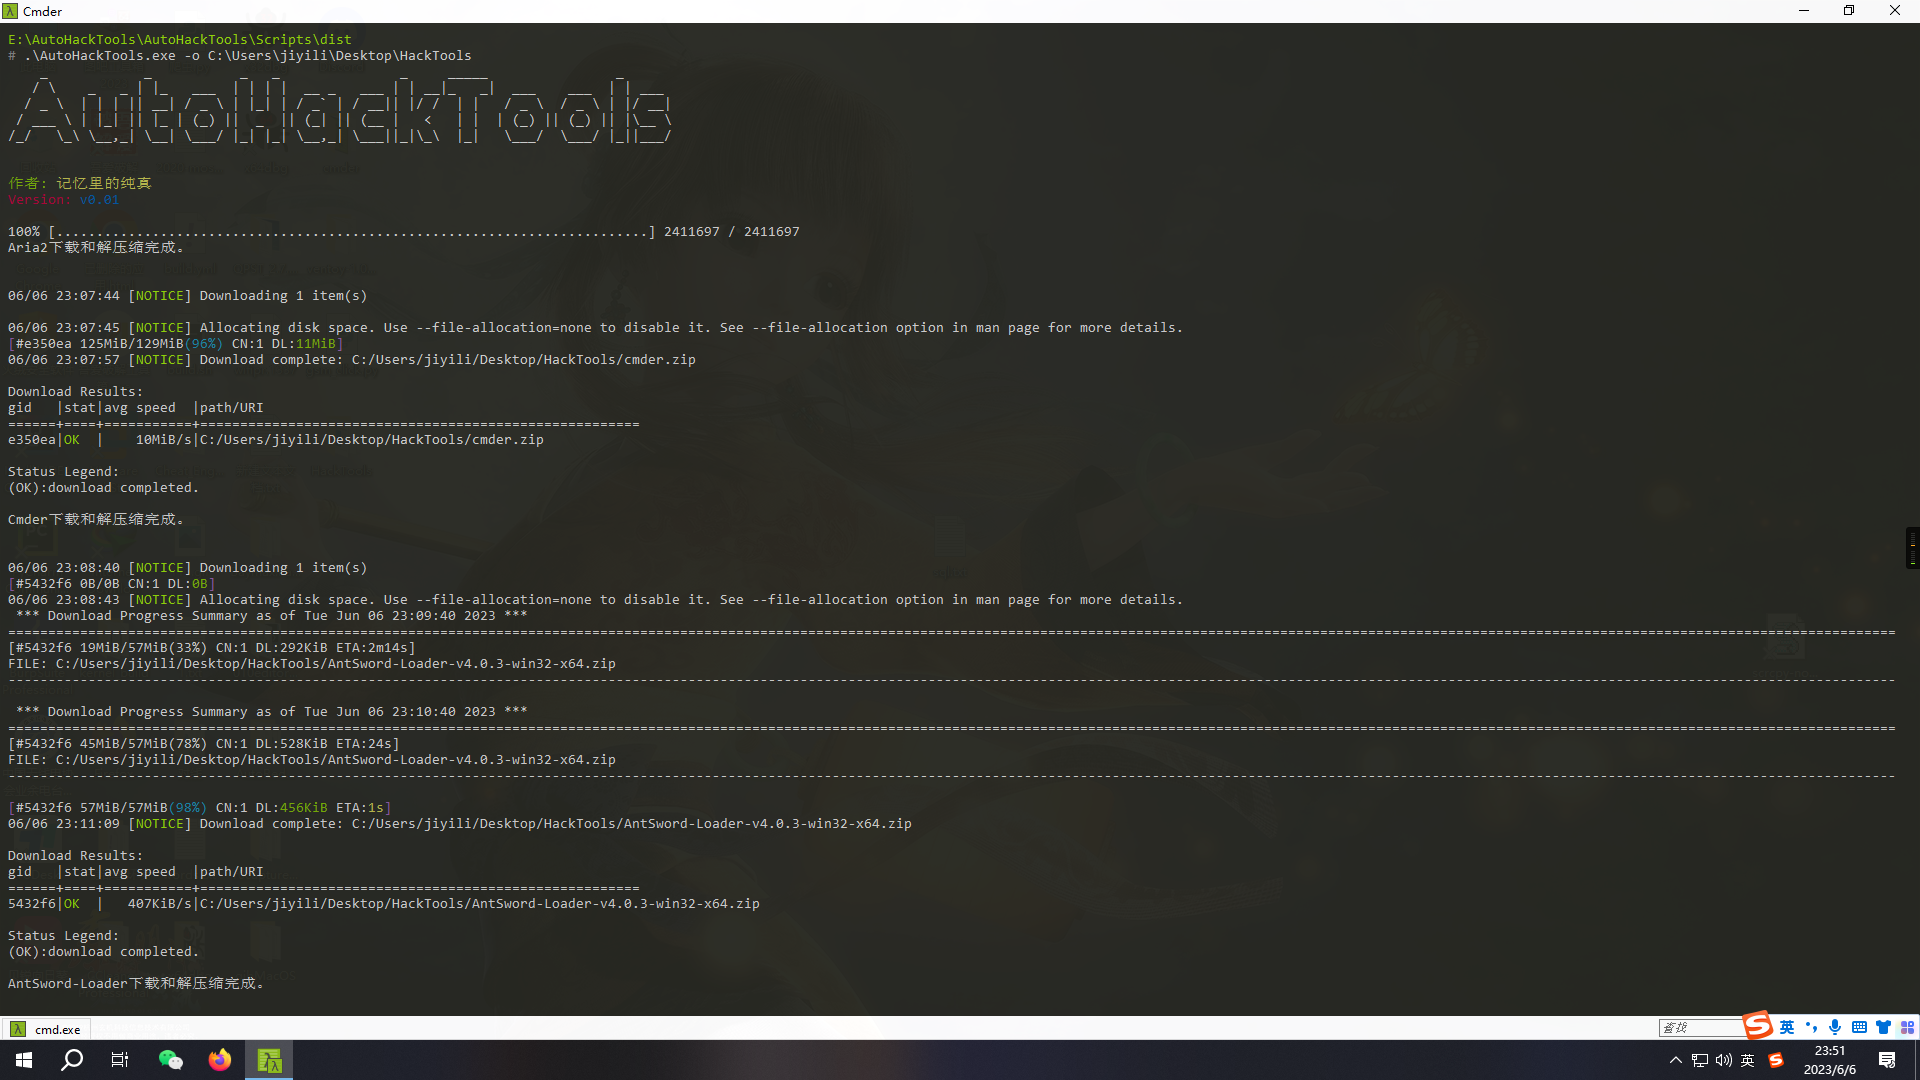 Cmder
E:\AutoHackTools\AutoHackTools\Scripts\dist
# .\AutoHackTools.exe -o C:\Users\jiyili\Desktop\HackTools
AutoHackTools
作者: 记忆里的纯真
Version: v0.01
100% [..........................................................................] 2411697 / 2411697
Aria2下载和解压缩完成。
06/06 23:07:44 [NOTICE] Downloading 1 item(s)
06/06 23:07:45 [NOTICE] Allocating disk space. Use --file-allocation=none to disable it. See --file-allocation option in man page for more details.
[#e350ea 125MiB/129MiB(96%) CN:1 DL:11MiB]
06/06 23:07:57 [NOTICE] Download complete: C:/Users/jiyili/Desktop/HackTools/cmder.zip
Download Results:
gid   |stat|avg speed  |path/URI
======+====+===========+=======================================================
e350ea|OK  |    10MiB/s|C:/Users/jiyili/Desktop/HackTools/cmder.zip
Status Legend:
(OK):download completed.
Cmder下载和解压缩完成。
06/06 23:08:40 [NOTICE] Downloading 1 item(s)
[#5432f6 0B/0B CN:1 DL:0B]
06/06 23:08:43 [NOTICE] Allocating disk space. Use --file-allocation=none to disable it. See --file-allocation option in man page for more details.
*** Download Progress Summary as of Tue Jun 06 23:09:40 2023 ***
[#5432f6 19MiB/57MiB(33%) CN:1 DL:292KiB ETA:2m14s]
FILE: C:/Users/jiyili/Desktop/HackTools/AntSword-Loader-v4.0.3-win32-x64.zip
*** Download Progress Summary as of Tue Jun 06 23:10:40 2023 ***
[#5432f6 45MiB/57MiB(78%) CN:1 DL:528KiB ETA:24s]
FILE: C:/Users/jiyili/Desktop/HackTools/AntSword-Loader-v4.0.3-win32-x64.zip
[#5432f6 57MiB/57MiB(98%) CN:1 DL:456KiB ETA:1s]
06/06 23:11:09 [NOTICE] Download complete: C:/Users/jiyili/Desktop/HackTools/AntSword-Loader-v4.0.3-win32-x64.zip
Download Results:
gid   |stat|avg speed  |path/URI
======+====+===========+=======================================================
5432f6|OK  |   407KiB/s|C:/Users/jiyili/Desktop/HackTools/AntSword-Loader-v4.0.3-win32-x64.zip
Status Legend:
(OK):download completed.
AntSword-Loader下载和解压缩完成。
cmd.exe
查找
英
英
23:51
2023/6/6